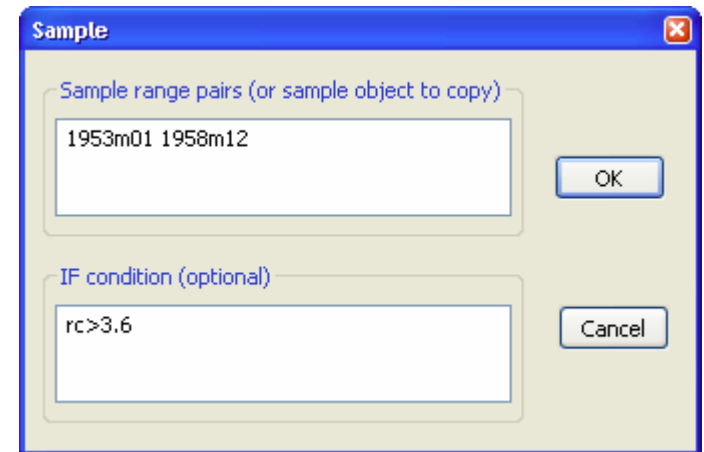 Sample
Sample range pairs (or sample object to copy)
1953m01 1958m12
OK
IF condition (optional)
rc>3.6
Cancel